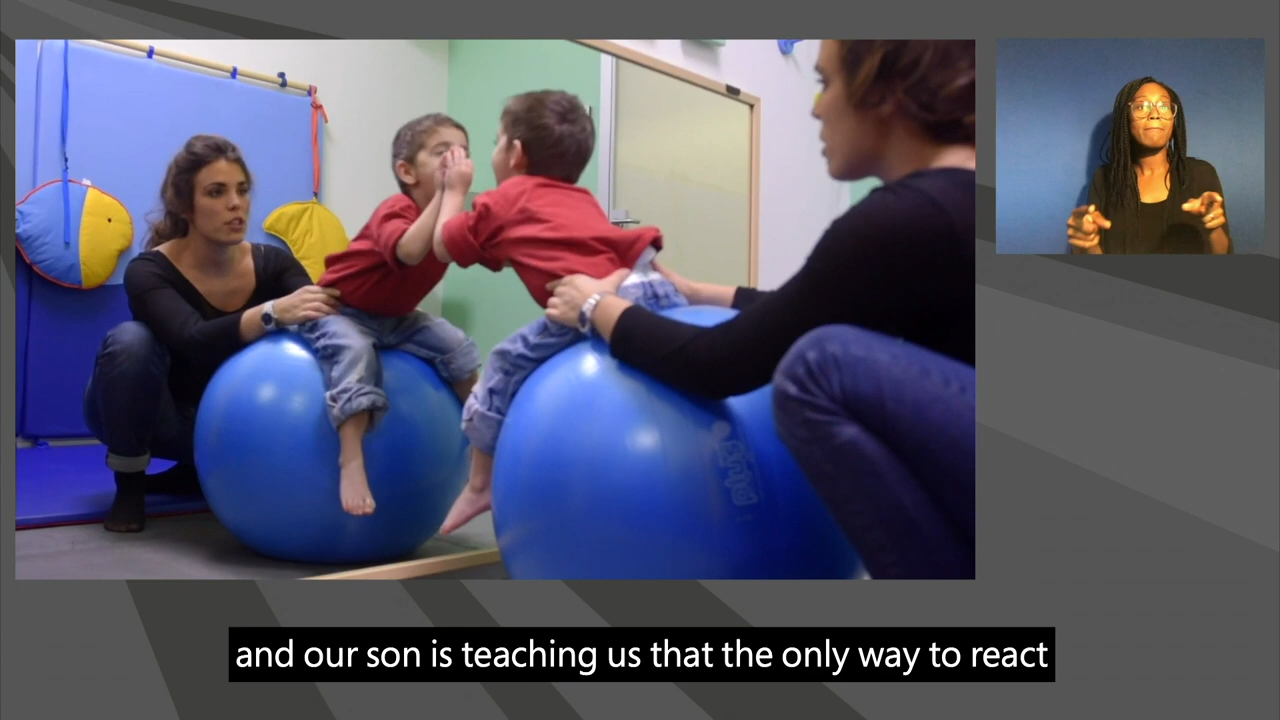 and our son is teaching us that the only way to react